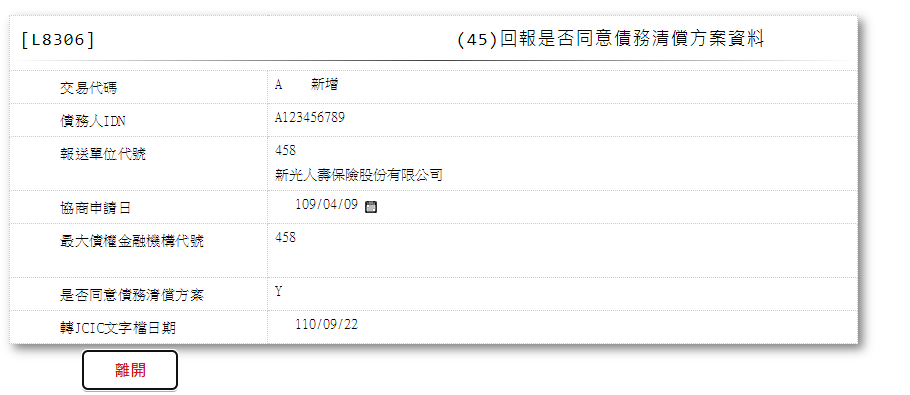 [L8306] (45)回報是否同意債務清償方案資料
交易代碼 A 新增
債務人IDN A123456789
報送單位代號 458
新光人壽保險股份有限公司
協商申請日 109/04/09
最大債權金融機構代號 458
是否同意債務清償方案 Y
轉JCIC文字檔日期 110/09/22
離開